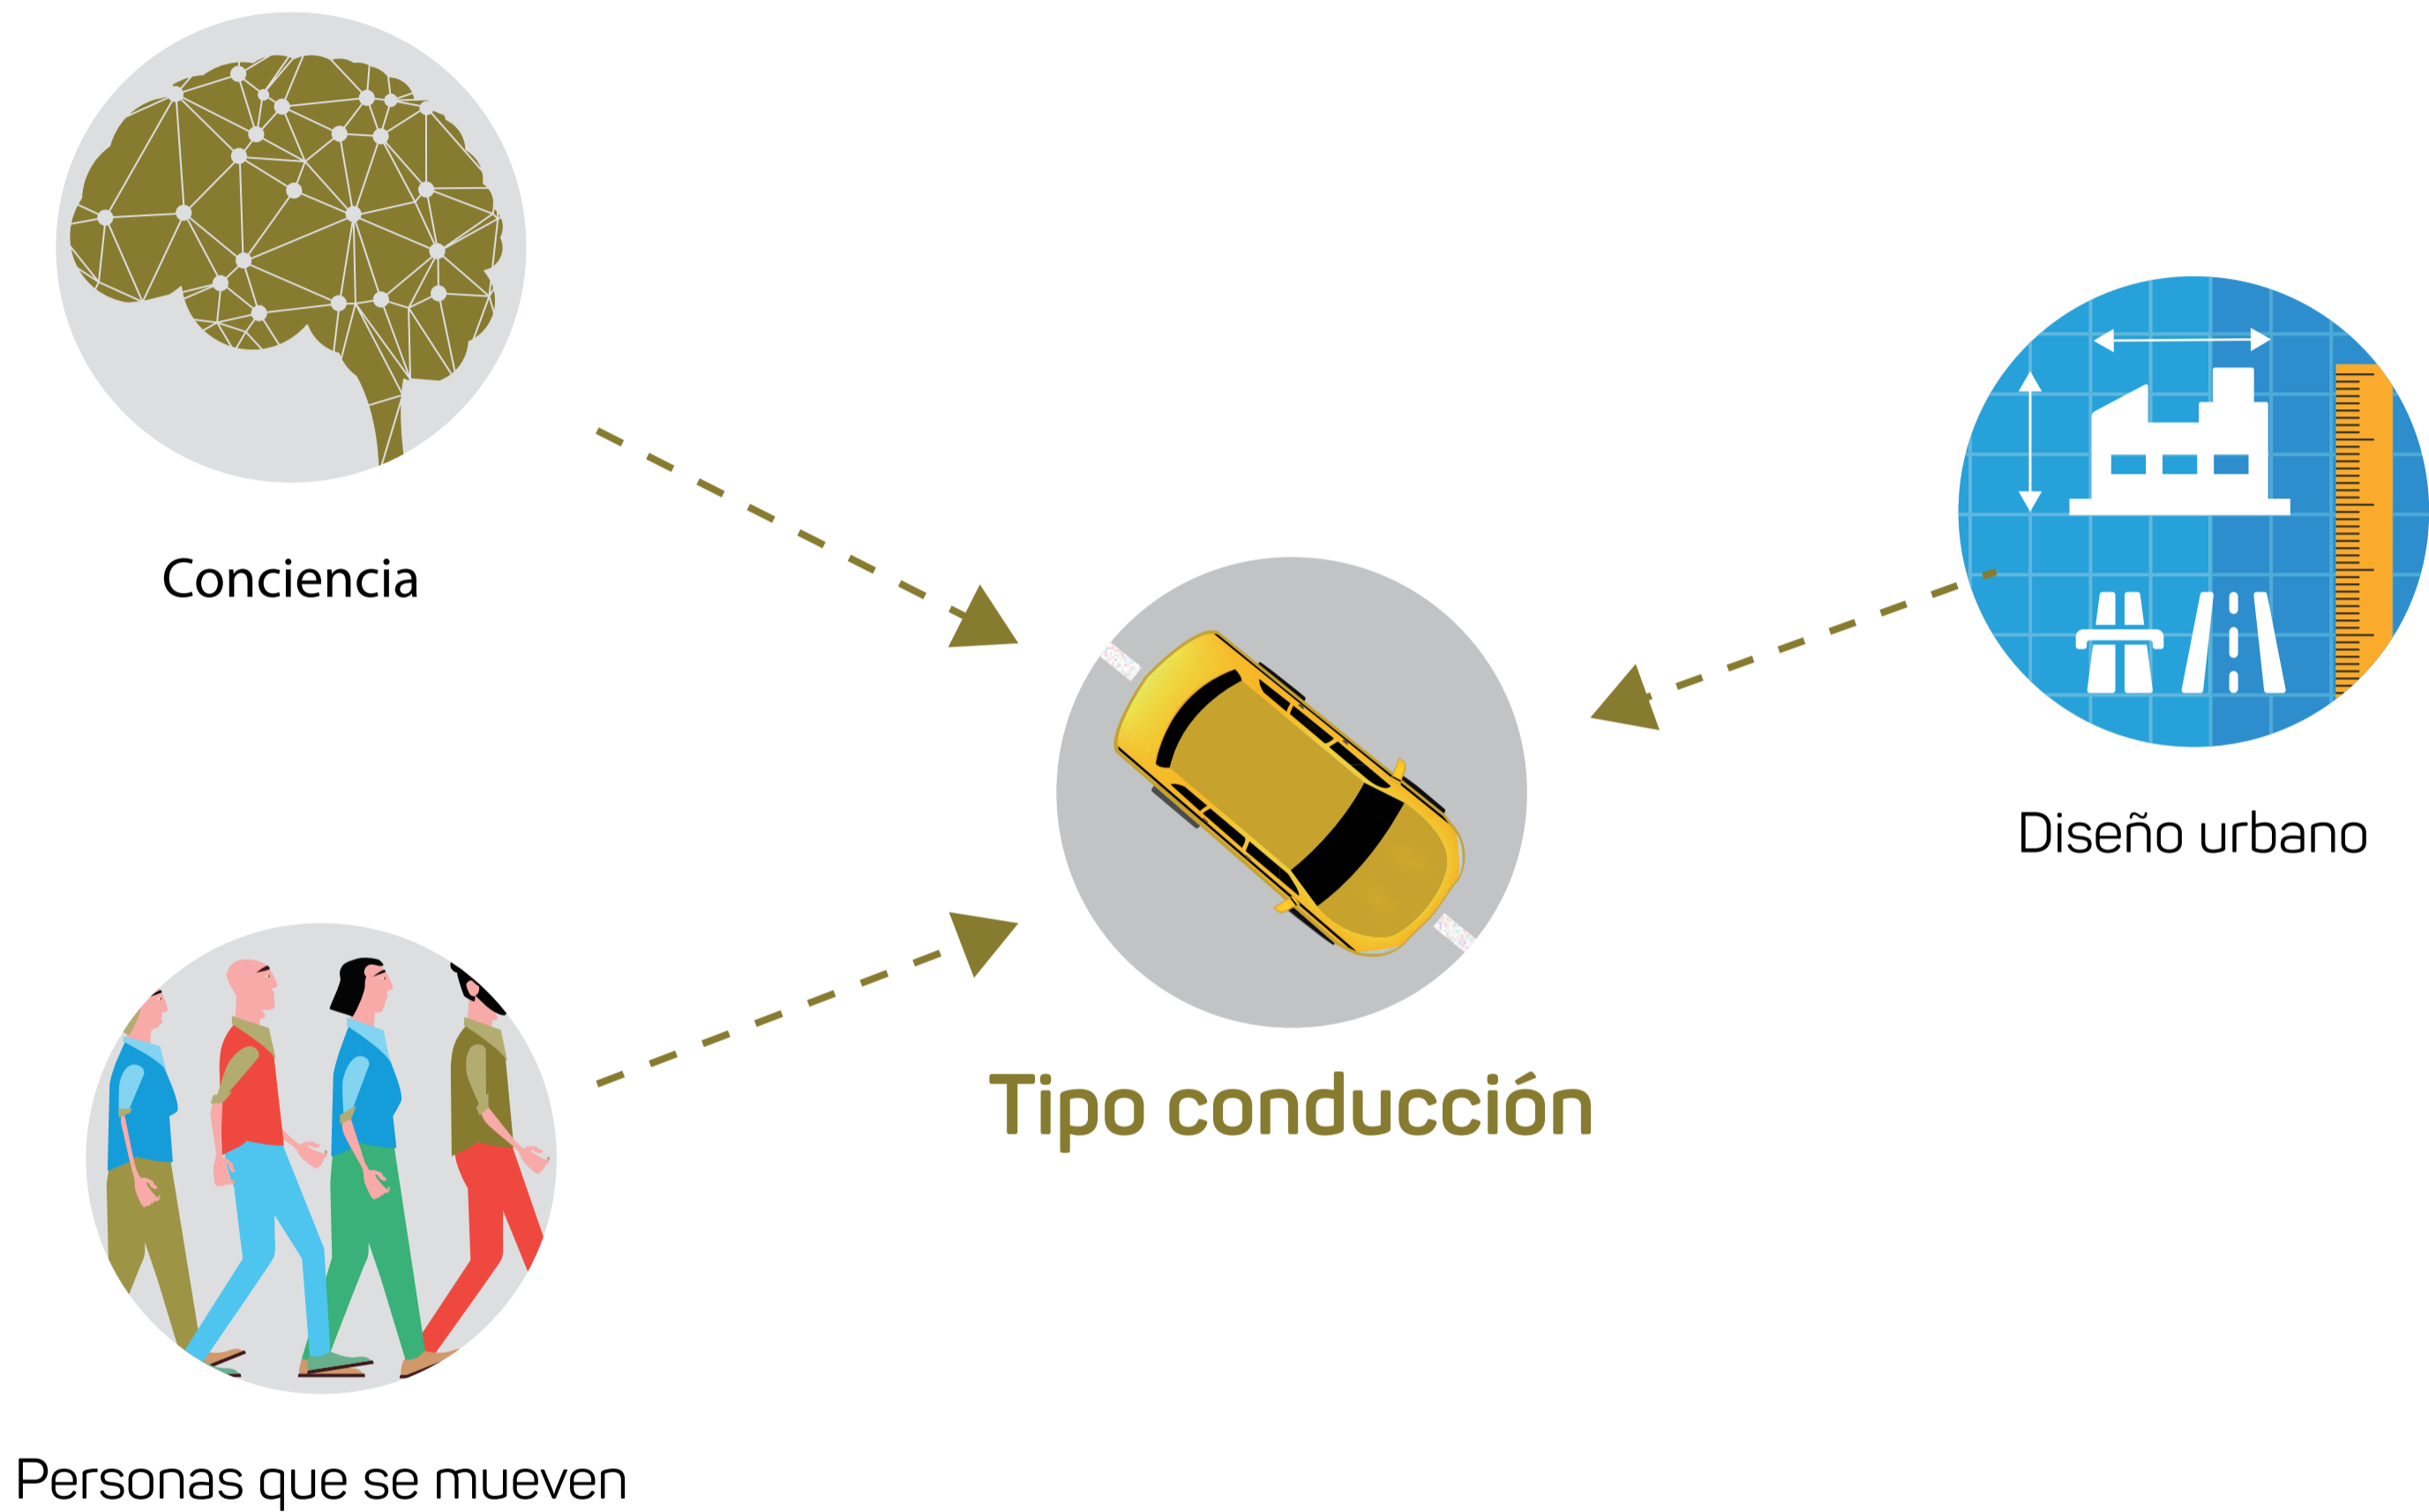 Conciencia
Diseño urbano
Tipo conducción
Personas que se mueven